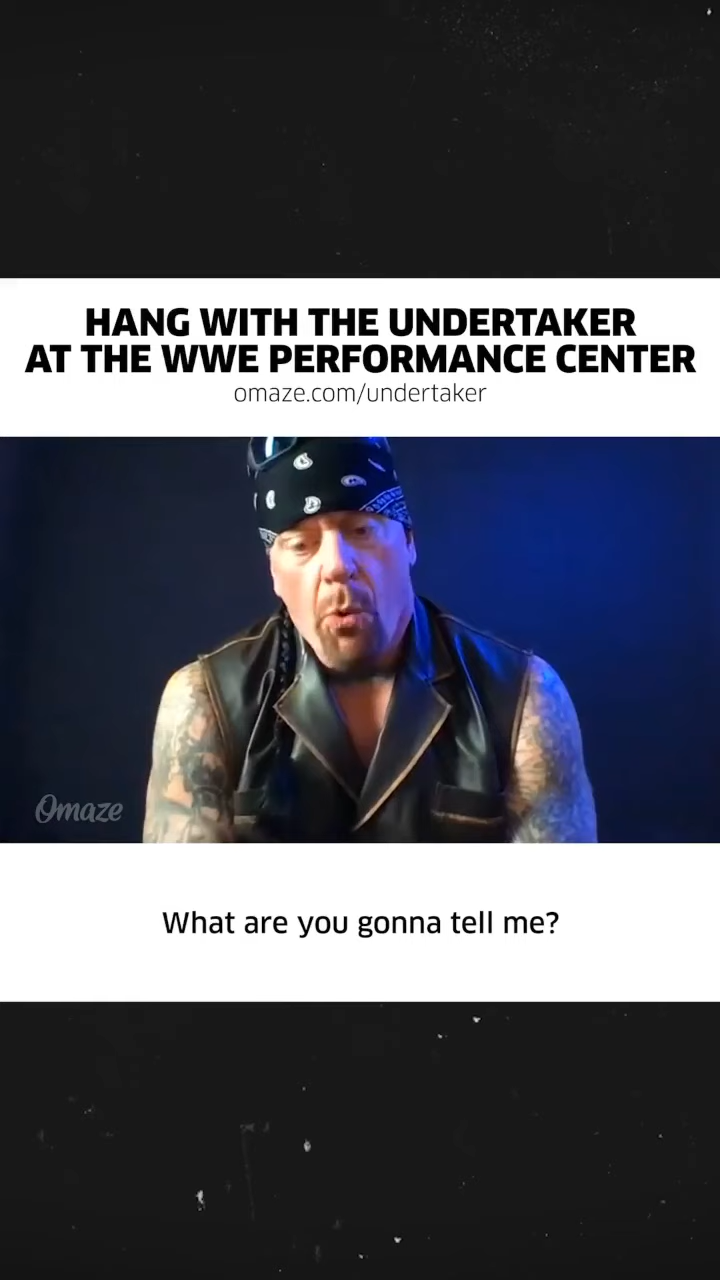 HANG WITH THE UNDERTAKER
AT THE WWE PERFORMANCE CENTER
omaze.com/undertaker
Omaze
What are you gonna tell me?